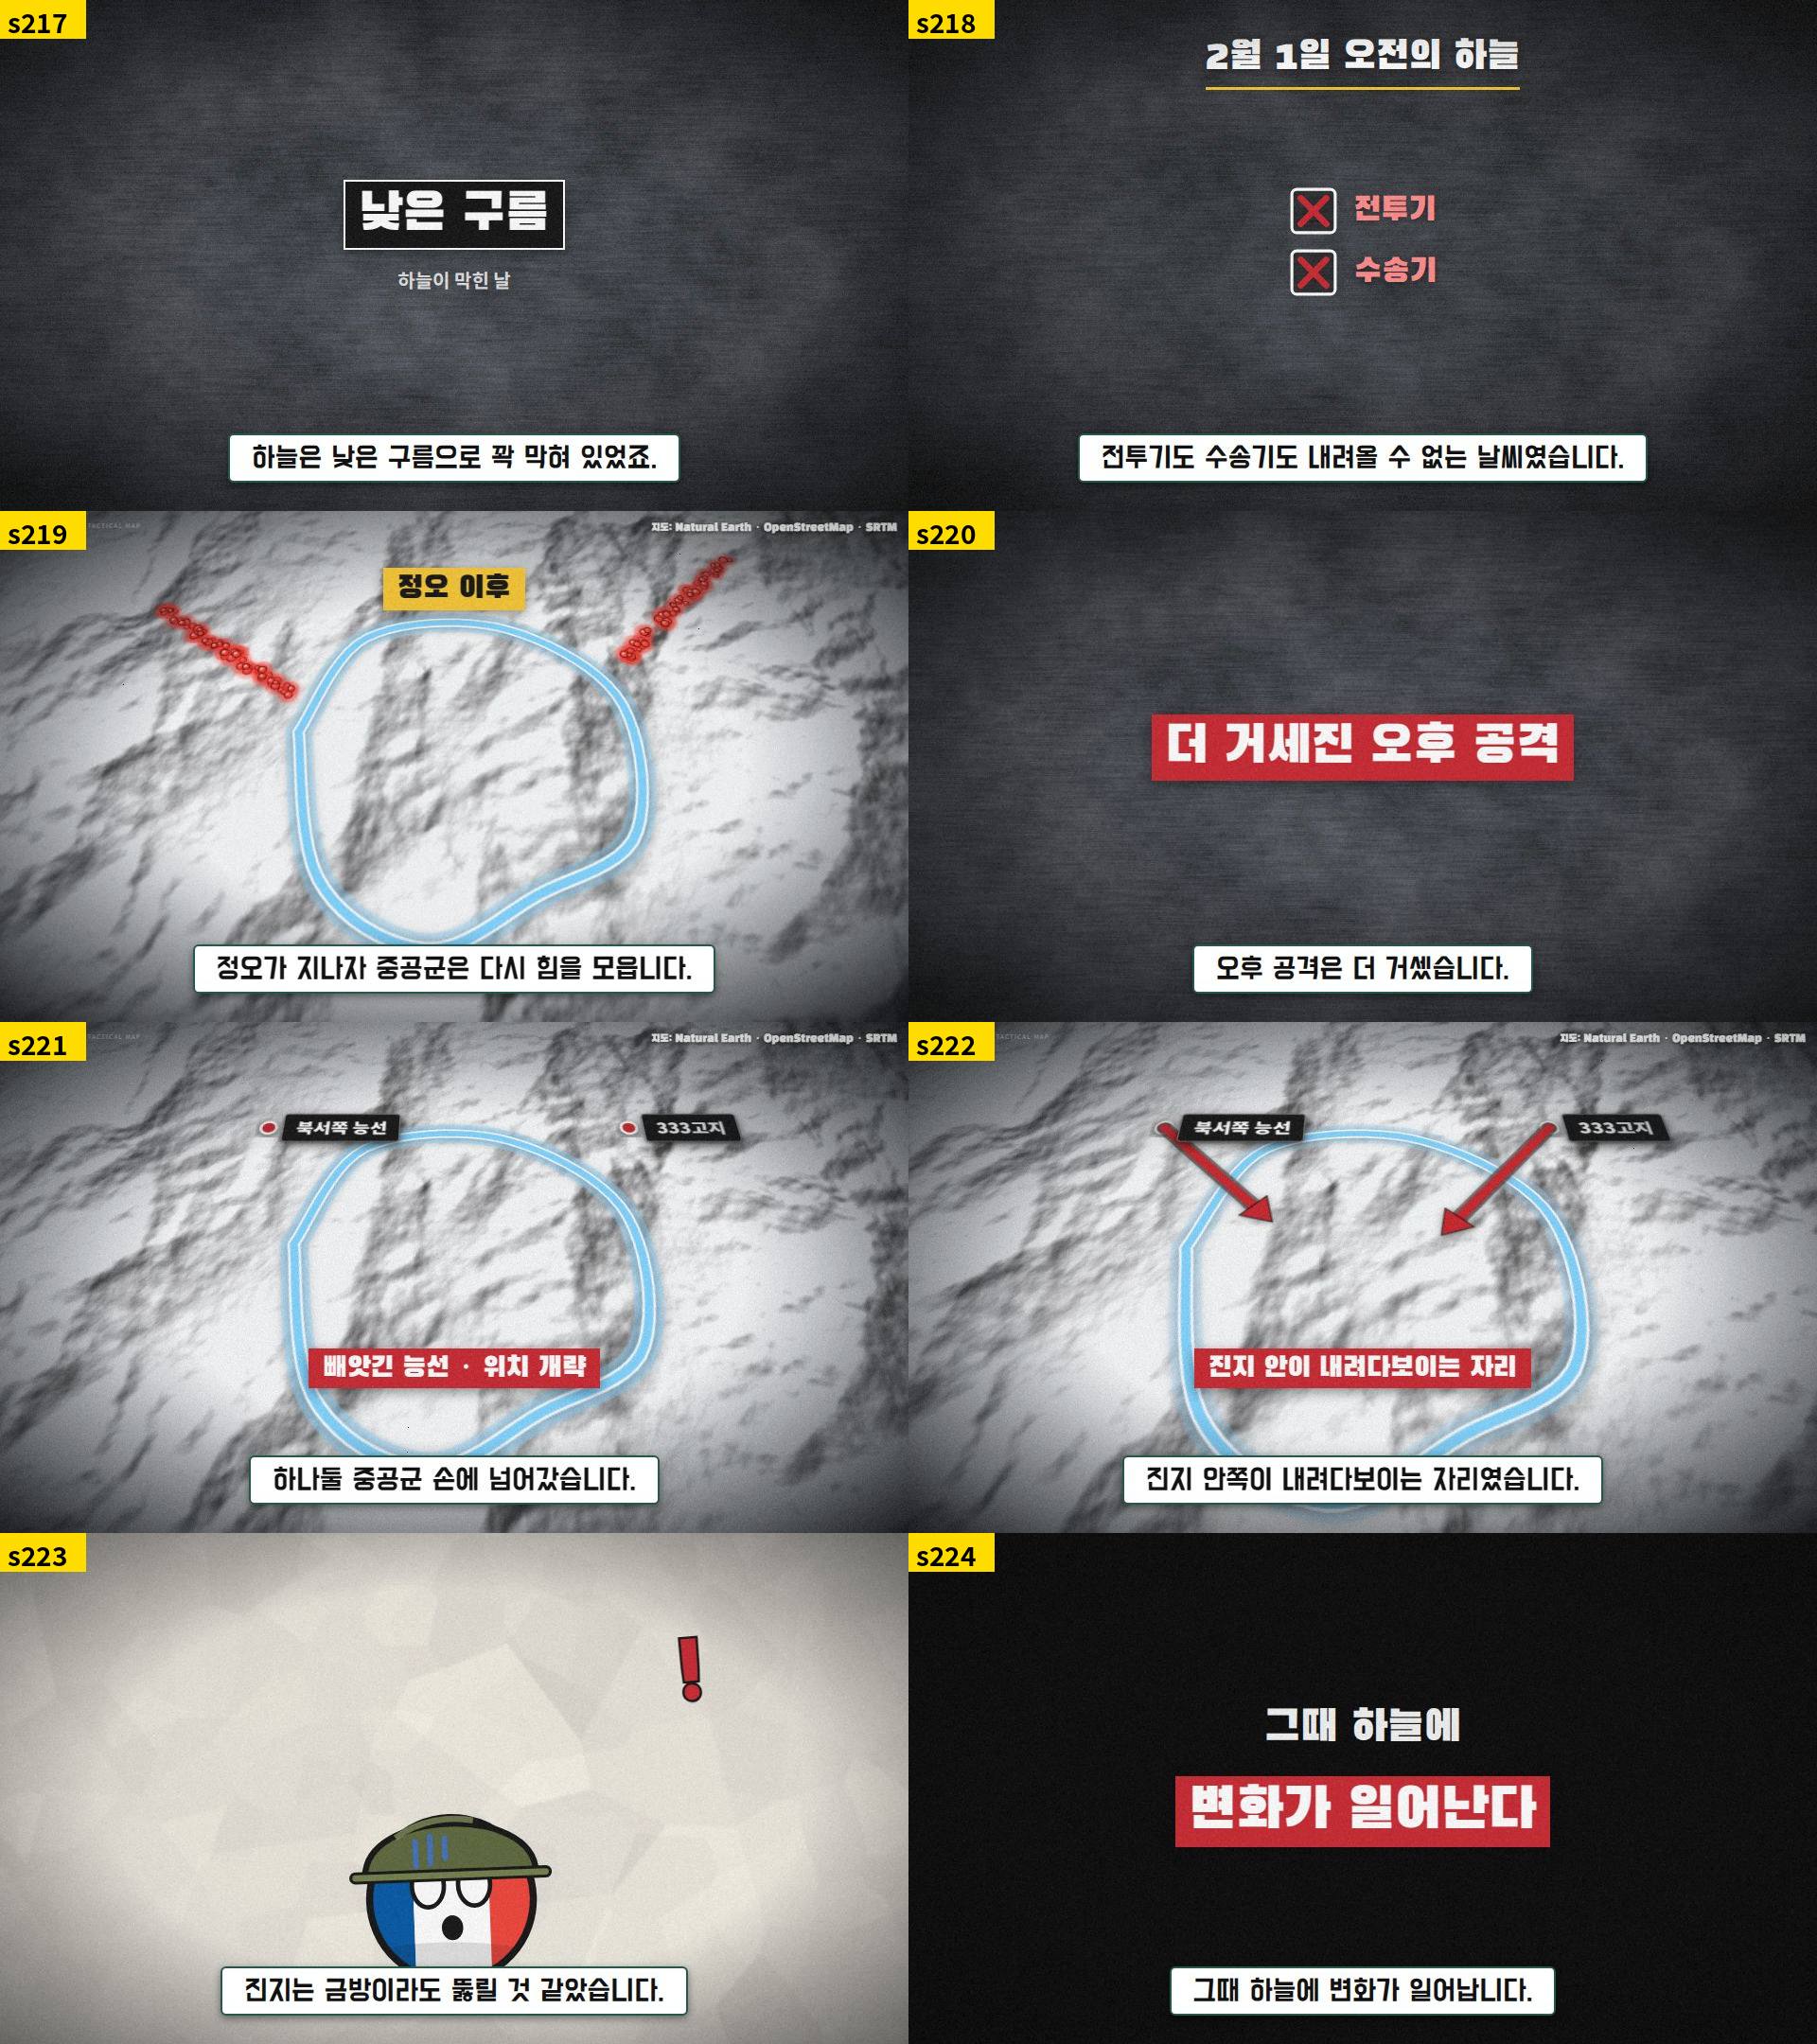 s217
낮은 구름
하늘이 막힌 날
하늘은 낮은 구름으로 꽉 막혀 있었죠.
s218
2월 1일 오전의 하늘
전투기
수송기
전투기도 수송기도 내려올 수 없는 날씨였습니다.
s219
TACTICAL MAP
지도: Natural Earth · OpenStreetMap · SRTM
정오 이후
정오가 지나자 중공군은 다시 힘을 모읍니다.
s220
더 거세진 오후 공격
오후 공격은 더 거셌습니다.
s221
TACTICAL MAP
지도: Natural Earth · OpenStreetMap · SRTM
북서쪽 능선
333고지
빼앗긴 능선 · 위치 개략
하나둘 중공군 손에 넘어갔습니다.
s222
TACTICAL MAP
지도: Natural Earth · OpenStreetMap · SRTM
북서쪽 능선
333고지
진지 안이 내려다보이는 자리
진지 안쪽이 내려다보이는 자리였습니다.
s223
!
진지는 금방이라도 뚫릴 것 같았습니다.
s224
그때 하늘에
변화가 일어난다
그때 하늘에 변화가 일어납니다.